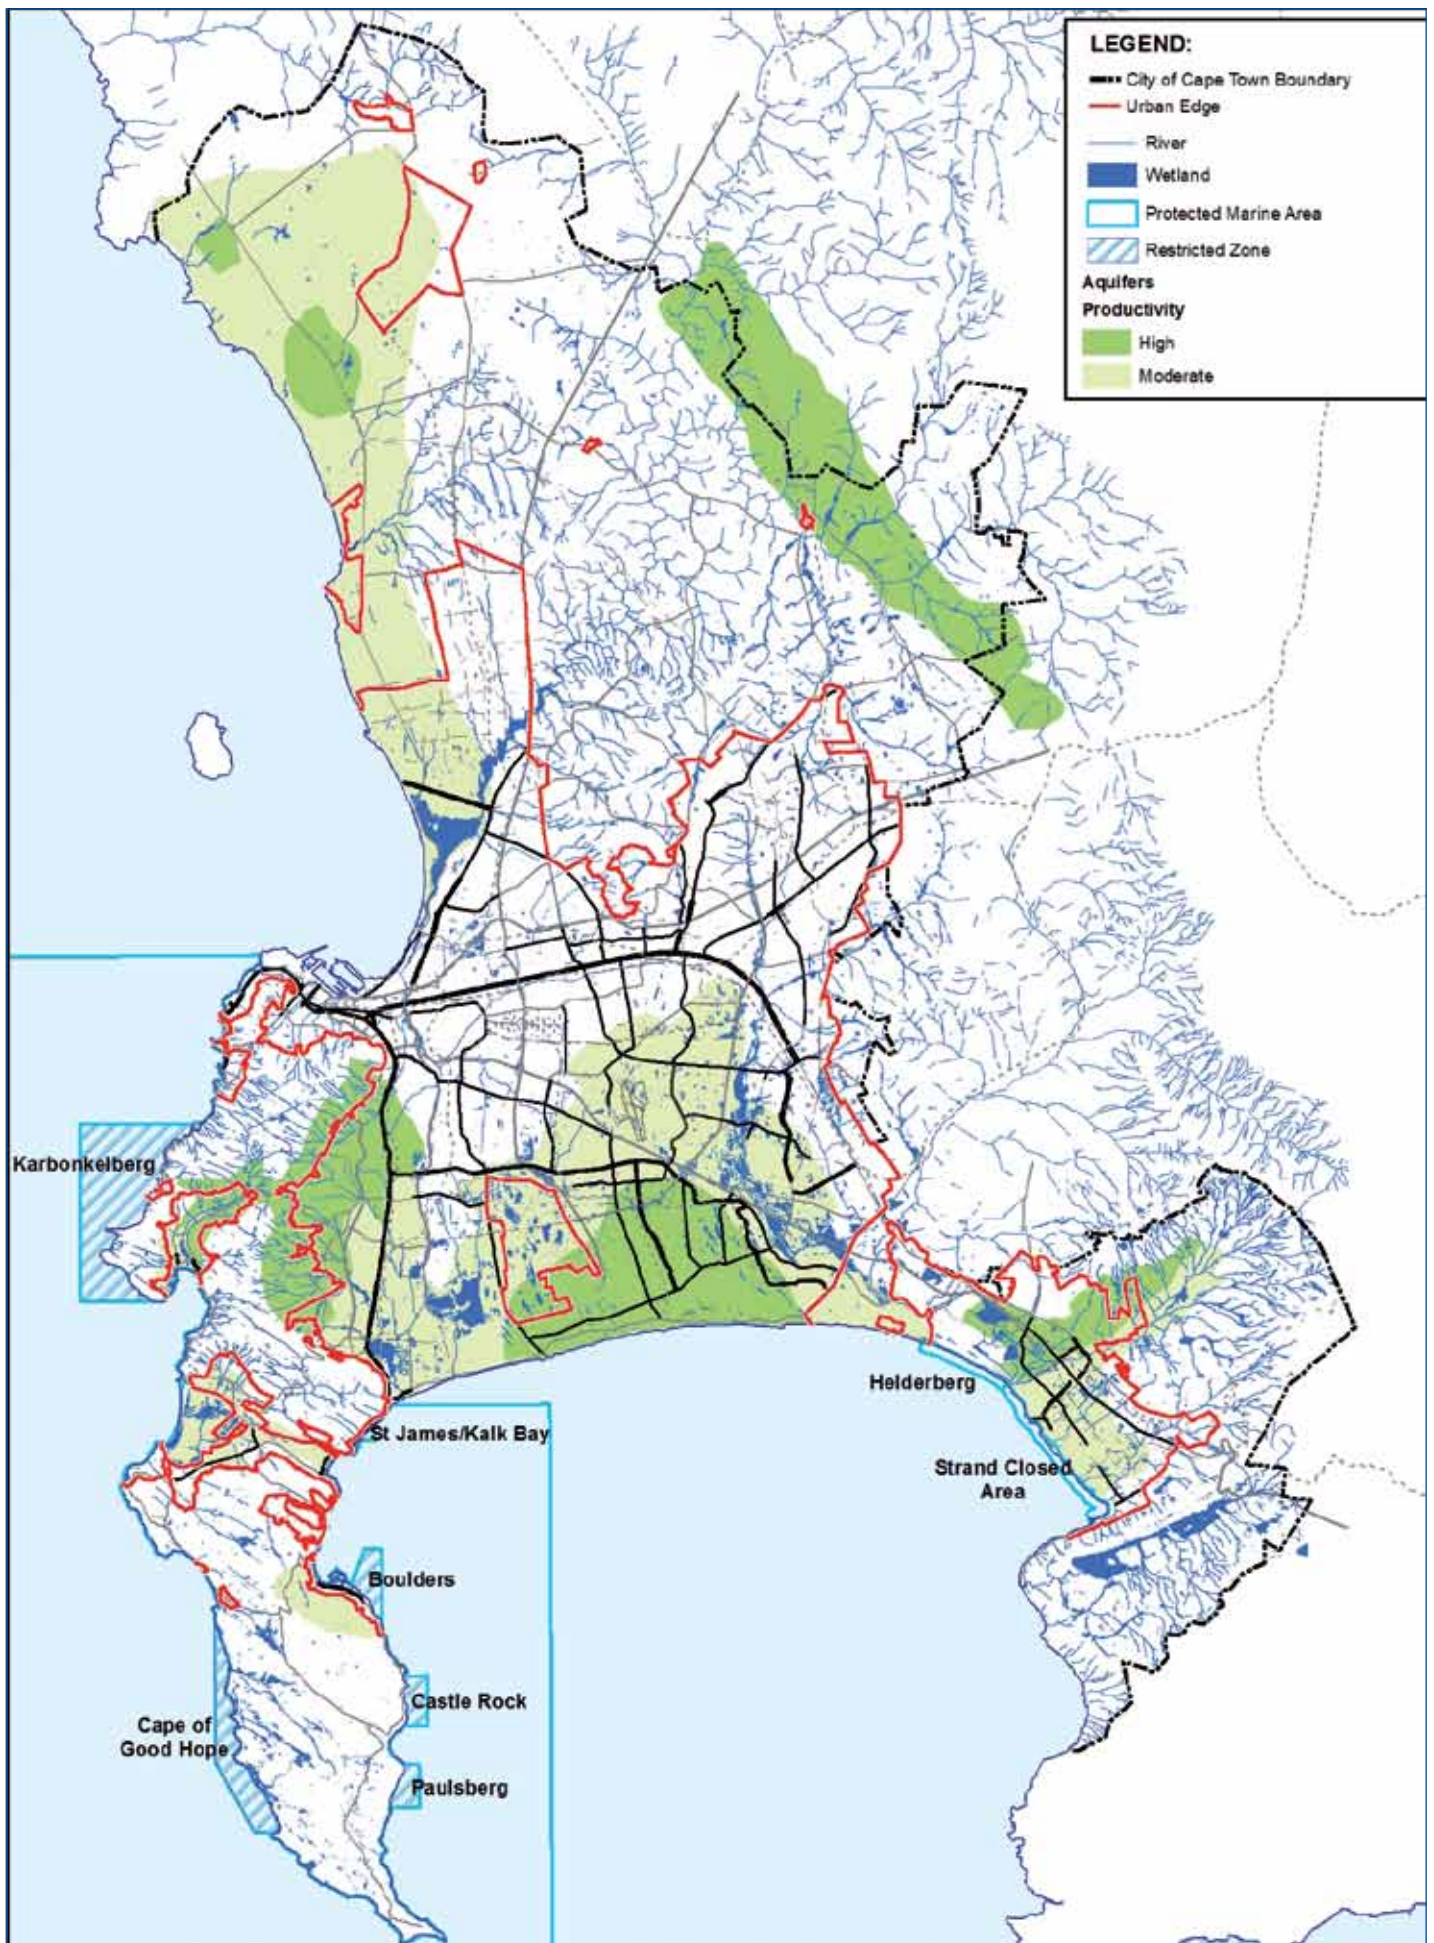 LEGEND:
City of Cape Town Boundary
Urban Edge
River
Wetland
Protected Marine Area
Restricted Zone
Aquifers
Productivity
High
Moderate
Karbonkelberg
Helderberg
St James/Kalk Bay
Strand Closed
Area
Boulders
Castle Rock
Cape of
Good Hope
Paulsberg